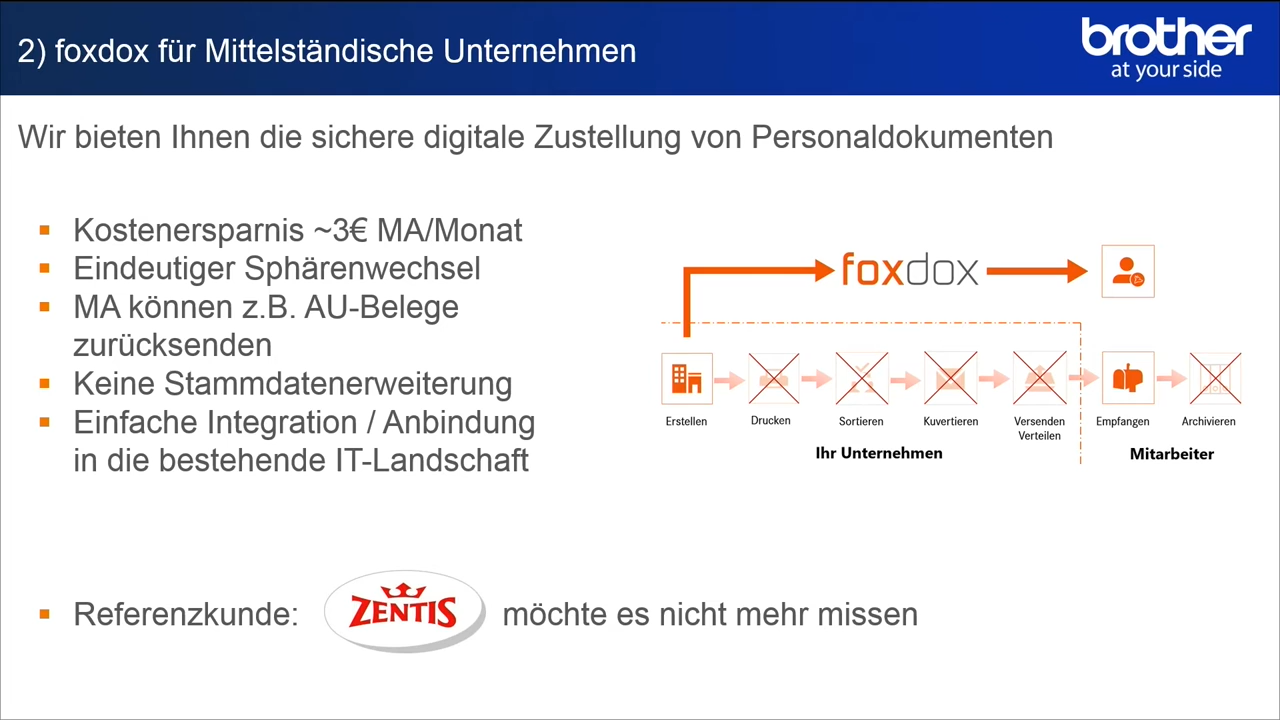 2) foxdox für Mittelständische Unternehmen
brother
at your side
Wir bieten Ihnen die sichere digitale Zustellung von Personaldokumenten
Kostenersparnis ~3€ MA/Monat
Eindeutiger Sphärenwechsel
MA können z.B. AU-Belege
zurücksenden
Keine Stammdatenerweiterung
Einfache Integration / Anbindung
in die bestehende IT-Landschaft
foxdox
Erstellen
Drucken
Sortieren
Kuvertieren
Versenden
Verteilen
Empfangen
Archivieren
Ihr Unternehmen
Mitarbeiter
Referenzkunde: ZENTIS möchte es nicht mehr missen